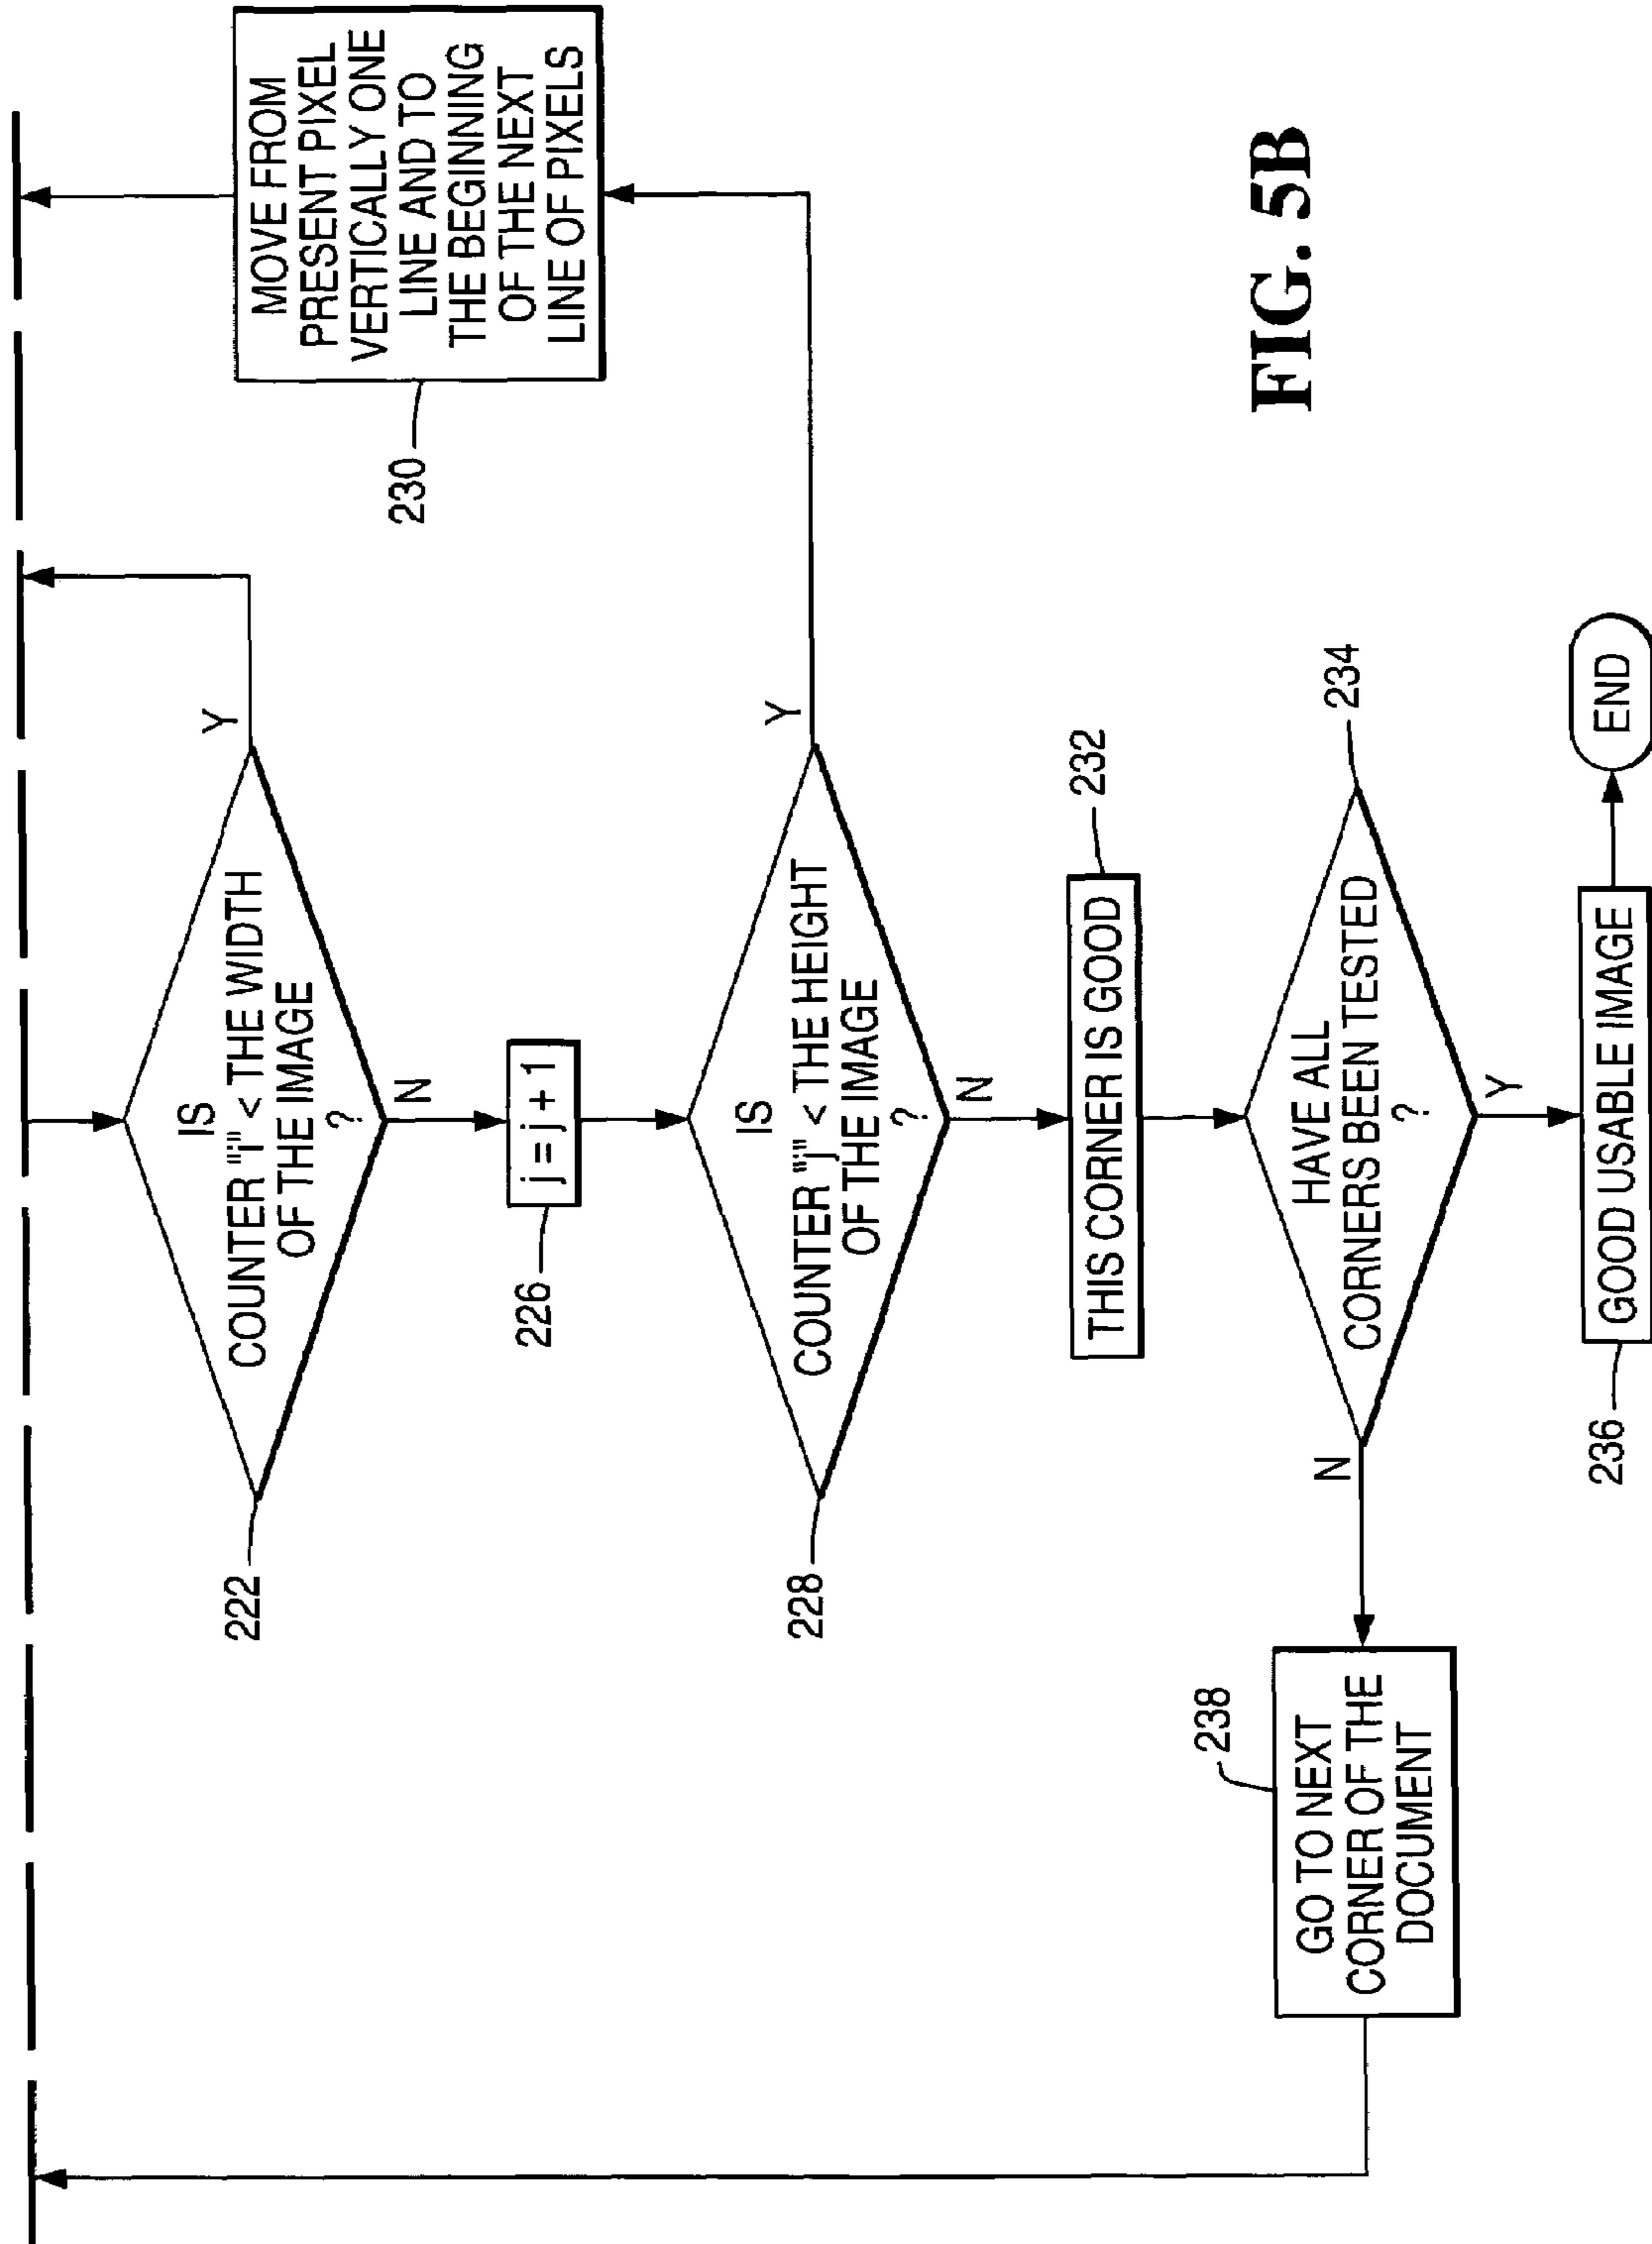 IS
COUNTER "i" < THE WIDTH
OF THE IMAGE
?
222
Y
N
j = j + 1
226
IS
COUNTER "j" < THE HEIGHT
OF THE IMAGE
?
228
Y
N
MOVE FROM
PRESENT PIXEL
VERTICALLY ONE
LINE AND TO
THE BEGINNING
OF THE NEXT
LINE OF PIXELS
230
THIS CORNER IS GOOD
232
HAVE ALL
CORNERS BEEN TESTED
?
234
N
Y
GO TO NEXT
CORNER OF THE
DOCUMENT
238
GOOD USABLE IMAGE
236
END
FIG. 5B